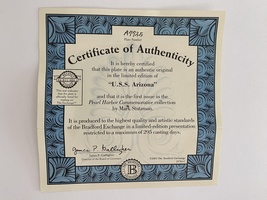 A9546
Plate Number
Certificate of Authenticity
It is hereby certified
that this plate is an authentic original
in the limited edition of
"U.S.S. Arizona"
and that it is the first issue in the
Pearl Harbor Commemorative collection
by Mark
It is produced to the highest quality and artistic standards
of the Bradford Exchange in a limited-edition presentation
restricted to a maximum of 295 casting days.
James P. Gallagher
B